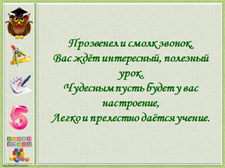 Прозвенел и смолк звонок.
Вас ждёт интересный, полезный
урок.
Чудесным пусть будет у вас
настроение,
Легко и прелестно даётся учение.